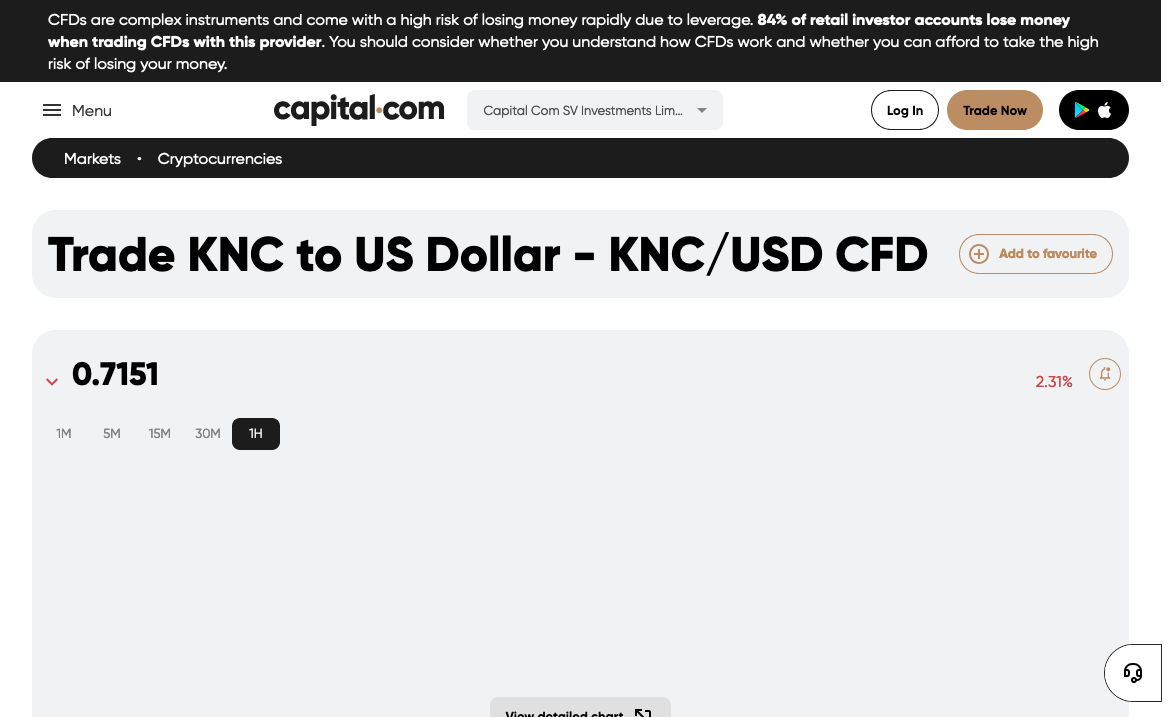 CFDs are complex instruments and come with a high risk of losing money rapidly due to leverage. 84% of retail investor accounts lose money
when trading CFDs with this provider. You should consider whether you understand how CFDs work and whether you can afford to take the high
risk of losing your money.
Menu
capital.com
Capital Com SV Investments Lim...
Log In
Trade Now
Markets • Cryptocurrencies
Trade KNC to US Dollar - KNC/USD CFD
Add to favourite
0.7151
2.31%
1M 5M 15M 30M 1H
View detailed chart